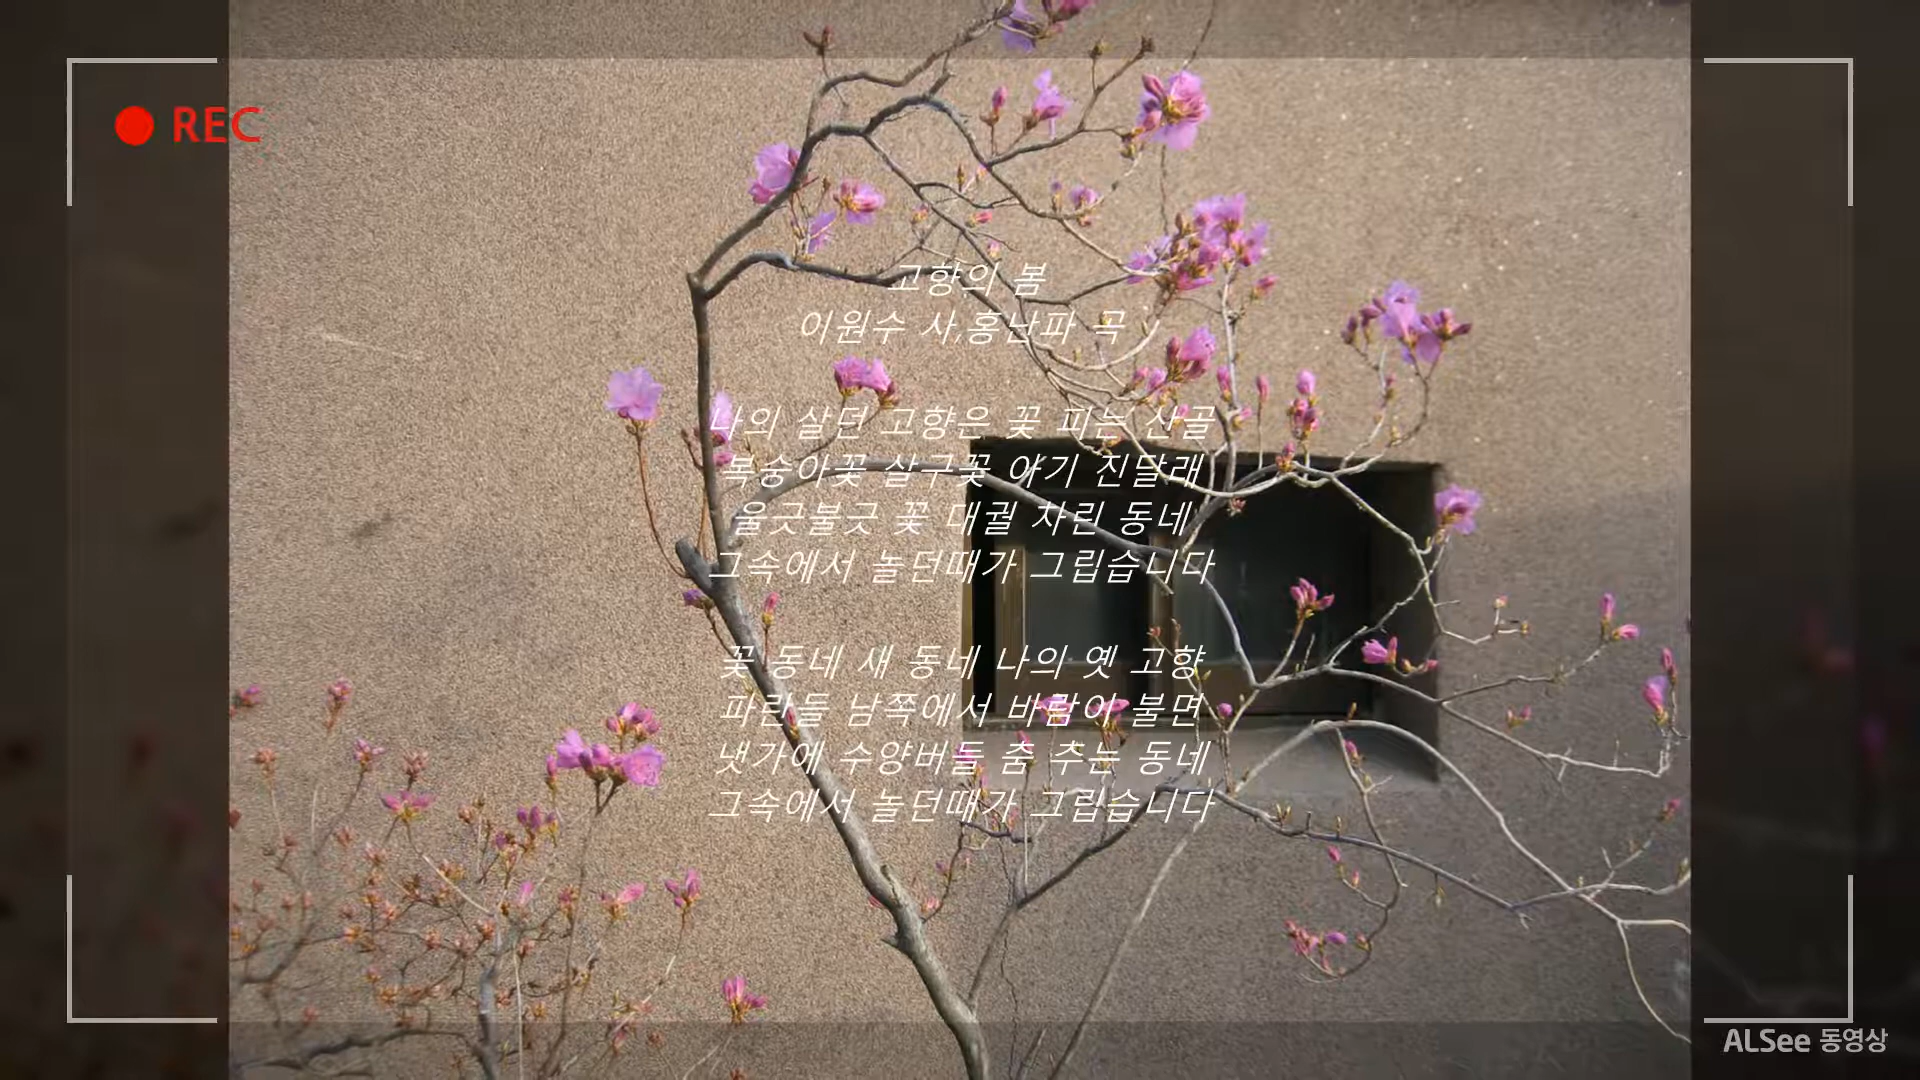 REC
고향의 봄
이원수 사,홍난파 곡
나의 살던 고향은 꽃 피는 산골
복숭아꽃 살구꽃 아기 진달래
울긋불긋 꽃 대궐 차린 동네
그속에서 놀던때가 그립습니다
꽃 동네 새 동네 나의 옛 고향
파란들 남쪽에서 바람이 불면
냇가에 수양버들 춤 추는 동네
그속에서 놀던때가 그립습니다
ALSee 동영상